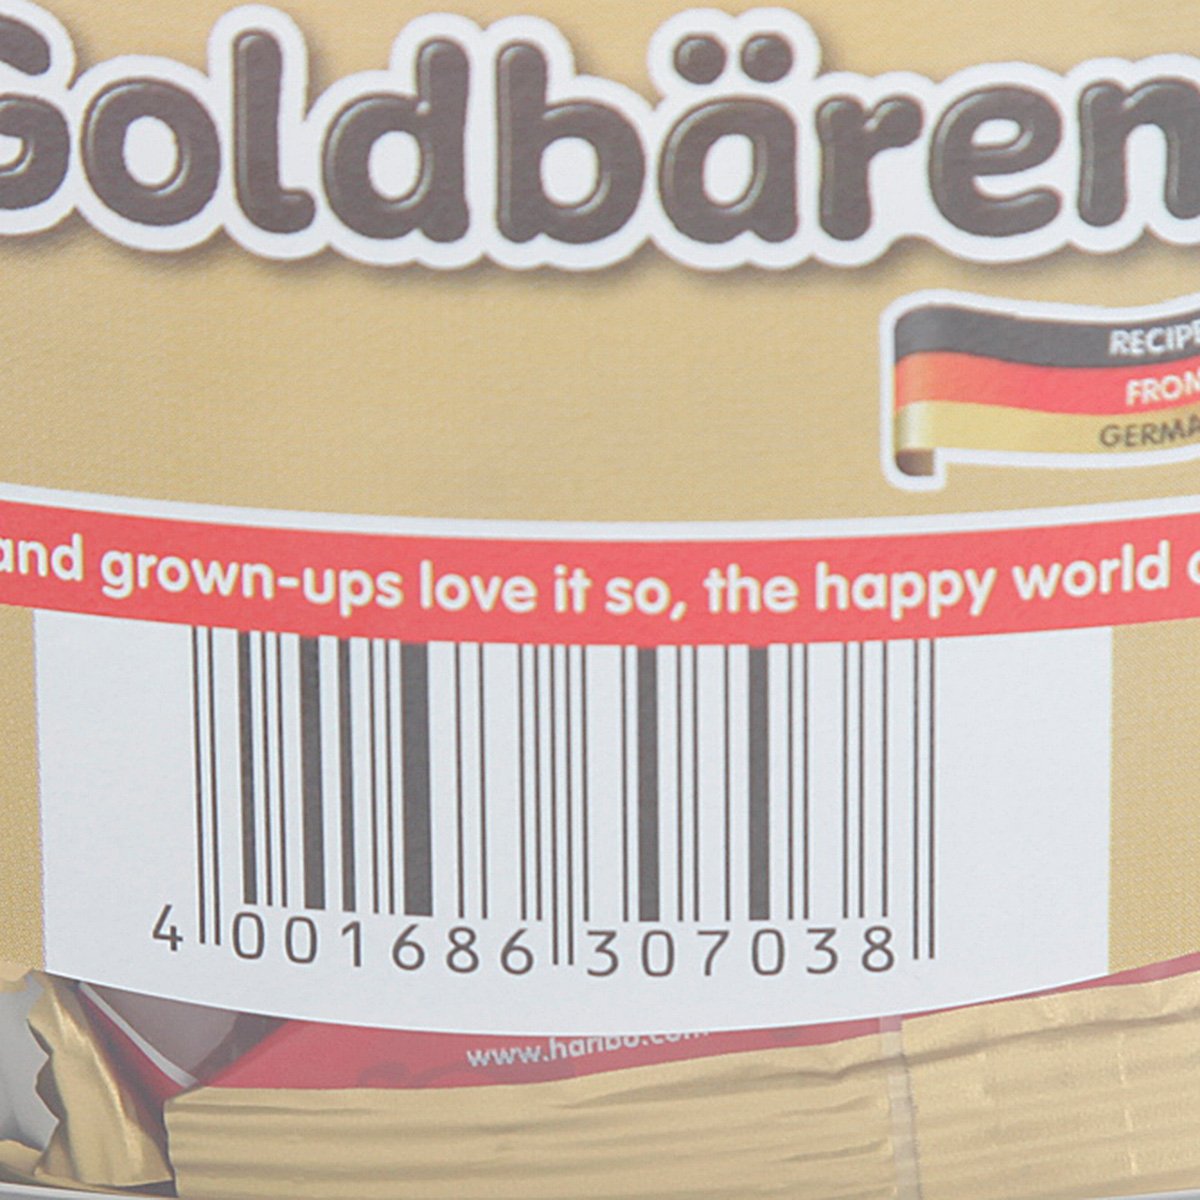 Goldbären
RECIPE
FROM
GERMA
and grown-ups love it so, the happy world o
4 001686 307038
www.haribo.com